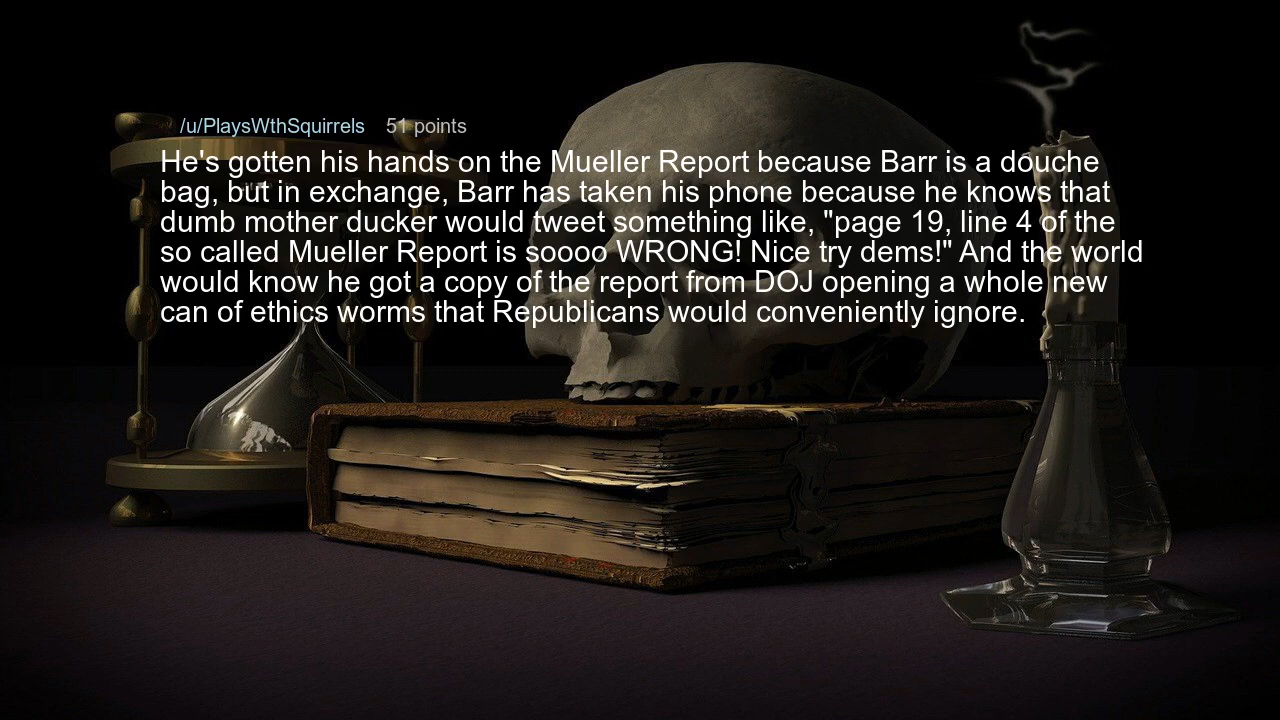 /u/PlaysWthSquirrels 51 points
He's gotten his hands on the Mueller Report because Barr is a douche
bag, but in exchange, Barr has taken his phone because he knows that
dumb mother ducker would tweet something like, "page 19, line 4 of the
so called Mueller Report is soooo WRONG! Nice try dems!" And the world
would know he got a copy of the report from DOJ opening a whole new
can of ethics worms that Republicans would conveniently ignore.